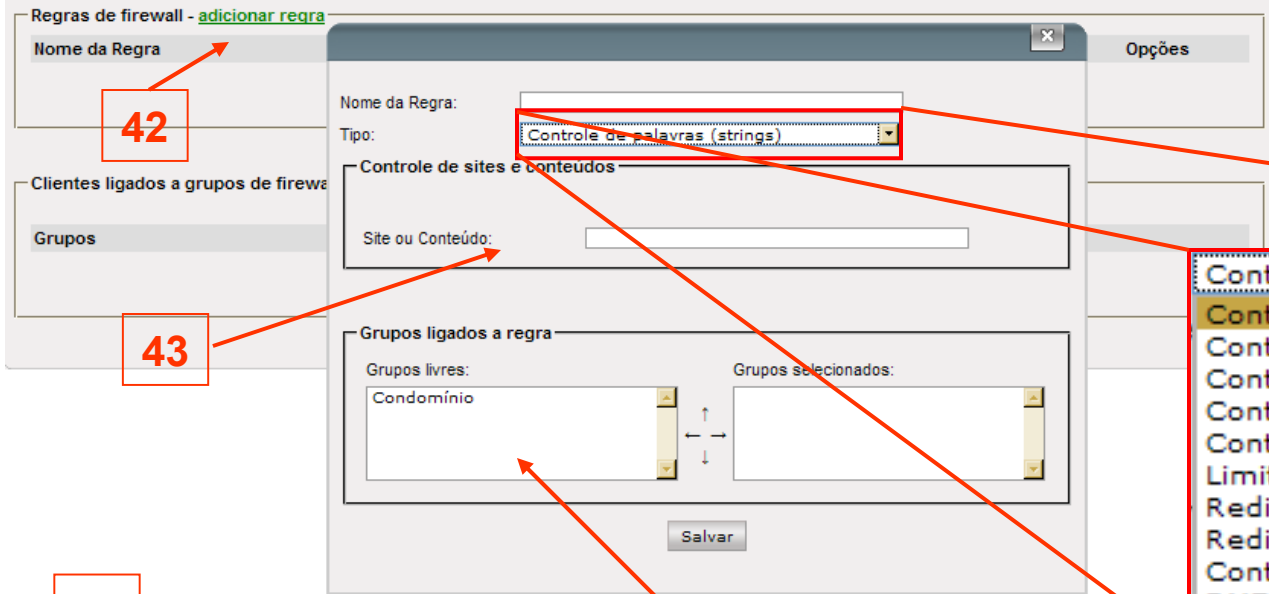 Regras de firewall - adicionar regra
Nome da Regra
Opções
42
Nome da Regra:
Tipo:
Controle de palavras (strings)
Controle de sites e conteúdos
Site ou Conteúdo:
Clientes ligados a grupos de firewa
Grupos
43
Grupos ligados a regra
Grupos livres:
Grupos selecionados:
Condomínio
↑
← →
↓
Salvar
Cont
Cont
Cont
Cont
Cont
Cont
Limit
Redi
Redi
Cont